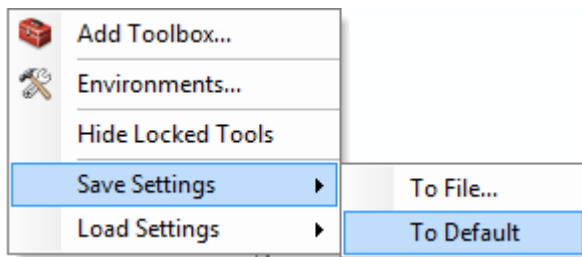 Add Toolbox...
Environments...
Hide Locked Tools
Save Settings
To File...
Load Settings
To Default